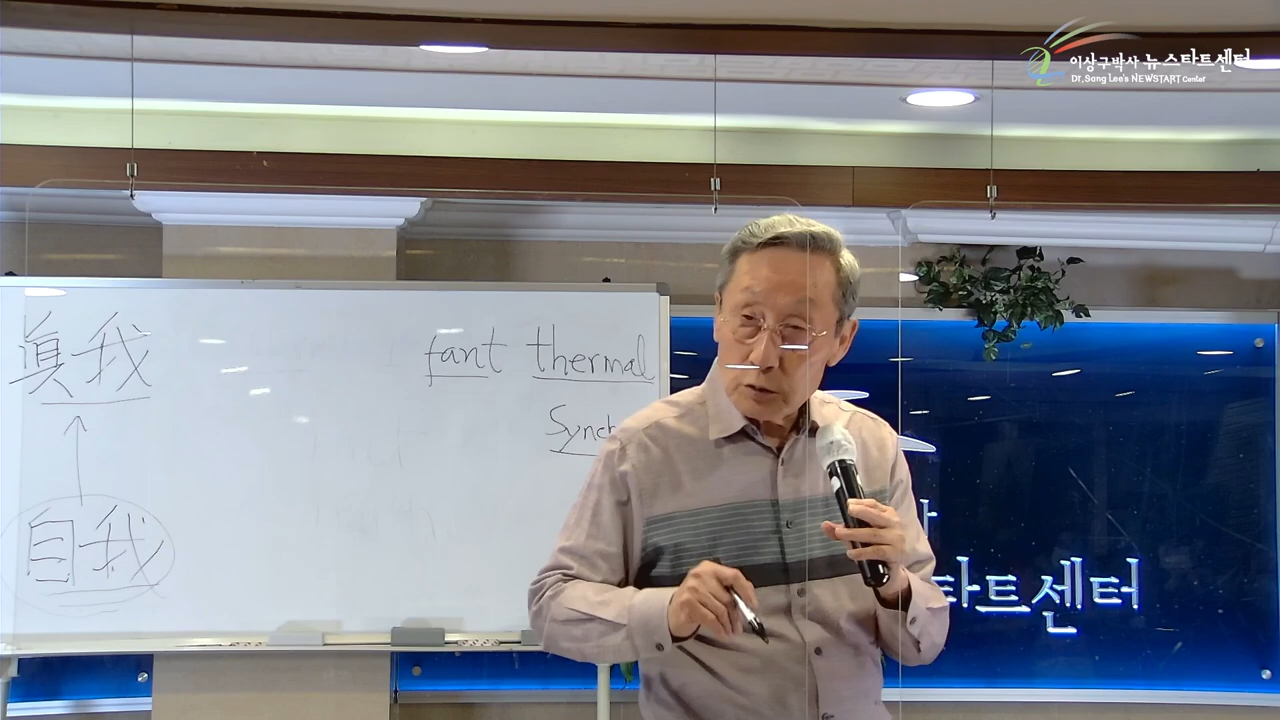 이상구박사 뉴스타트센터
Dr. Sang Lee's NEWSTART Center
眞我
fant thermal
Synch
自我
타트센터